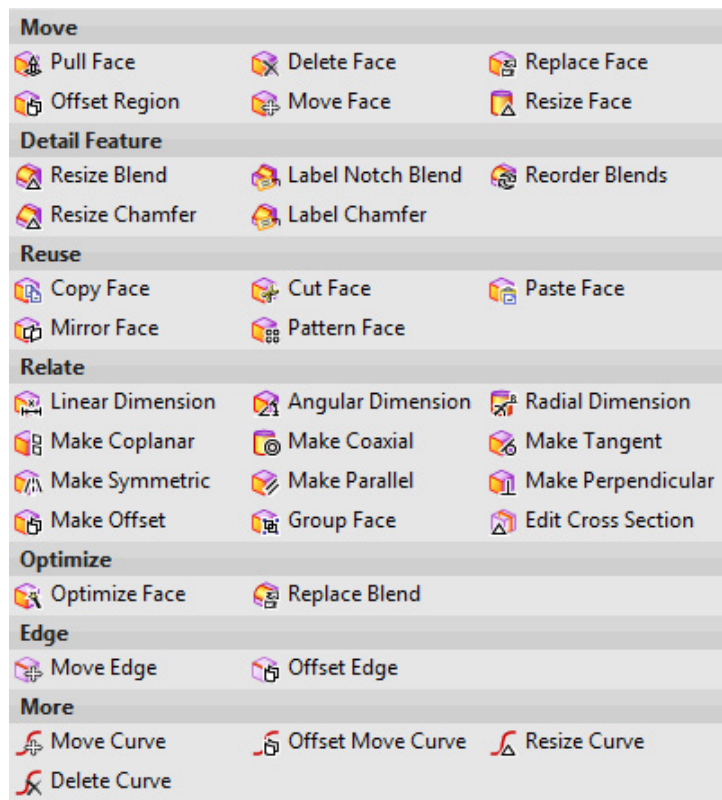 Move
Pull Face Delete Face Replace Face
Offset Region Move Face Resize Face
Detail Feature
Resize Blend Label Notch Blend Reorder Blends
Resize Chamfer Label Chamfer
Reuse
Copy Face Cut Face Paste Face
Mirror Face Pattern Face
Relate
Linear Dimension Angular Dimension Radial Dimension
Make Coplanar Make Coaxial Make Tangent
Make Symmetric Make Parallel Make Perpendicular
Make Offset Group Face Edit Cross Section
Optimize
Optimize Face Replace Blend
Edge
Move Edge Offset Edge
More
Move Curve Offset Move Curve Resize Curve
Delete Curve